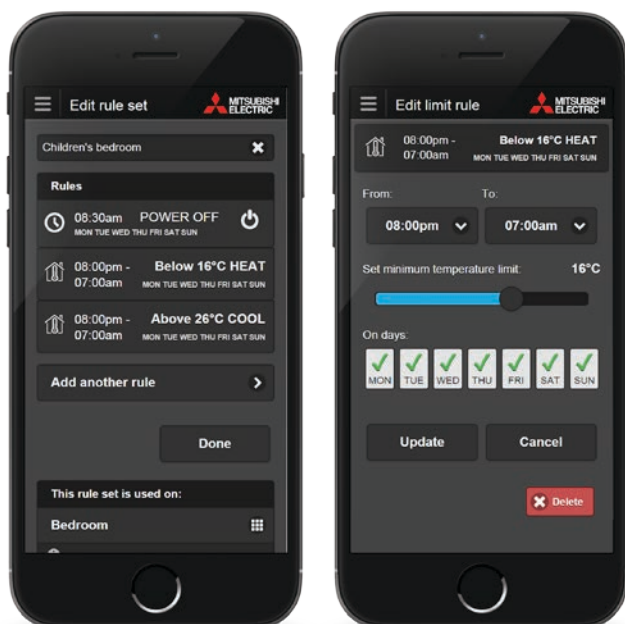 Edit rule set
MITSUBISHI
ELECTRIC
Children's bedroom
Rules
08:30am POWER OFF
MON TUE WED THU FRI SAT SUN
08:00pm - Below 16°C HEAT
07:00am MON TUE WED THU FRI SAT SUN
08:00pm - Above 26°C COOL
07:00am MON TUE WED THU FRI SAT SUN
Add another rule
Done
This rule set is used on:
Bedroom
Edit limit rule
MITSUBISHI
ELECTRIC
08:00pm - Below 16°C HEAT
07:00am MON TUE WED THU FRI SAT SUN
From: To:
08:00pm 07:00am
Set minimum temperature limit: 16°C
On days:
MON TUE WED THU FRI SAT SUN
Update Cancel
Delete